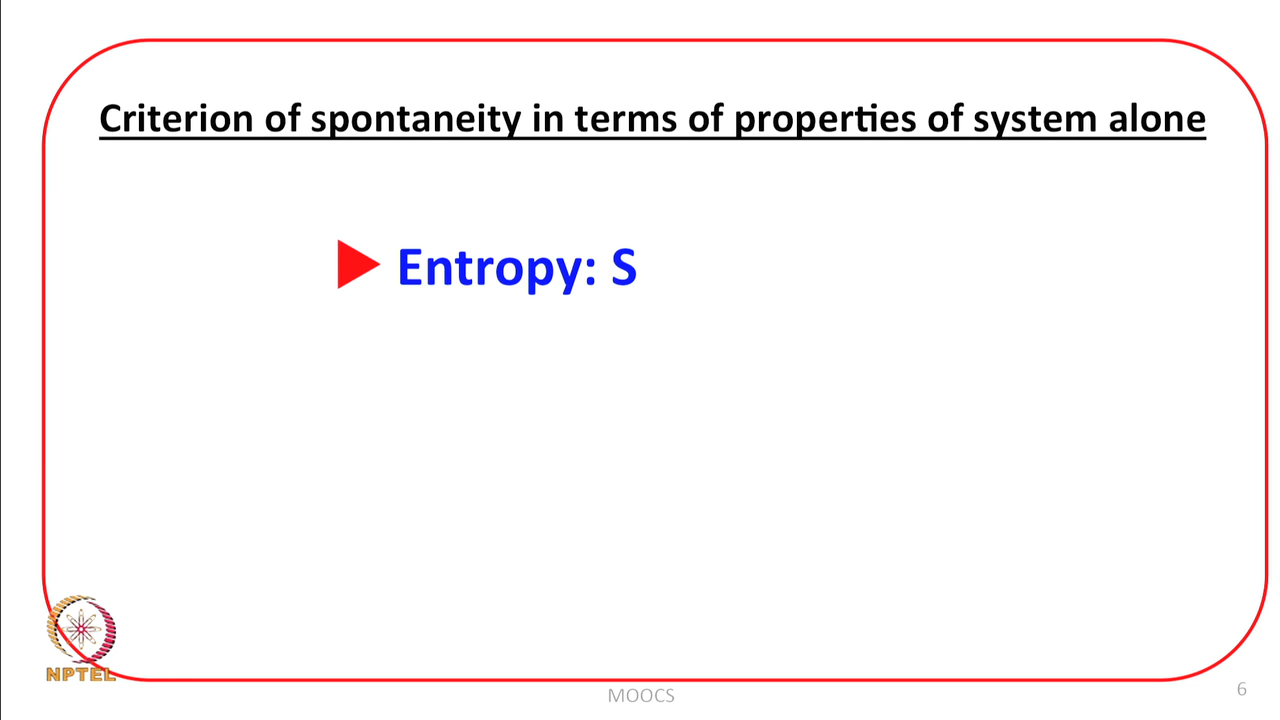 Criterion of spontaneity in terms of properties of system alone
Entropy: S
NPTEL
MOOCS
6